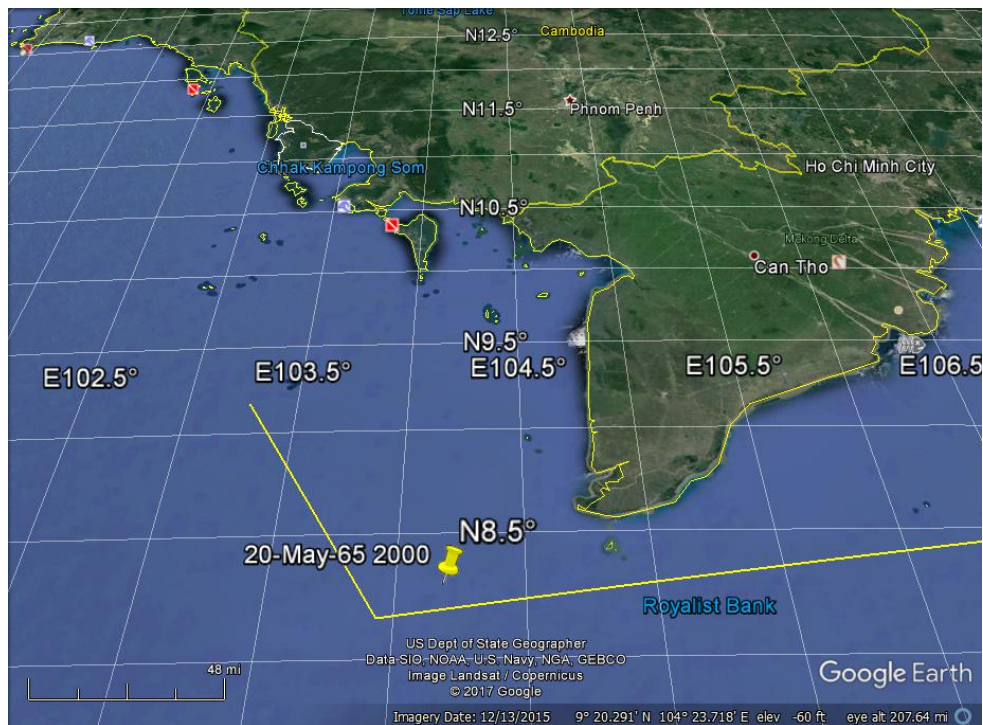 Tonle Sap Lake
N12.5°
Cambodia
N11.5°
Phnom Penh
Chhak Kampong Som
Ho Chi Minh City
N10.5°
Mekong Delta
Can Tho
N9.5°
E102.5°
E103.5°
E104.5°
E105.5°
E106.5
N8.5°
20-May-65 2000
Royalist Bank
US Dept of State Geographer
Data SIO, NOAA, U.S. Navy, NGA, GEBCO
Image Landsat / Copernicus
© 2017 Google
48 mi
Google Earth
Imagery Date: 12/13/2015 9° 20.291' N 104° 23.718' E elev -60 ft eye alt 207.64 mi